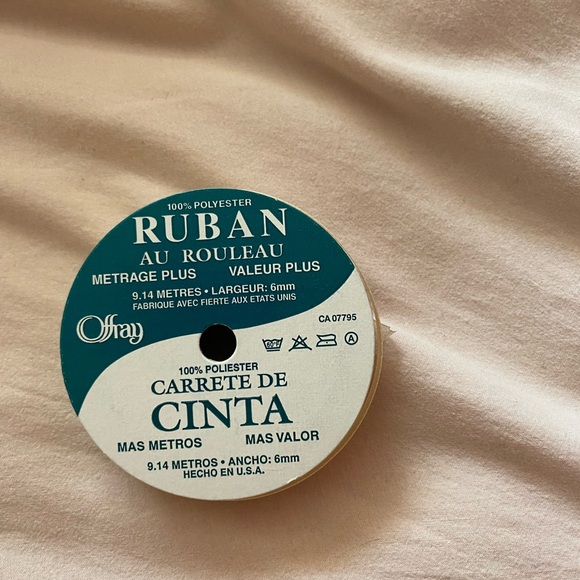 100% POLYESTER
RUBAN
AU ROULEAU
METRAGE PLUS VALEUR PLUS
9.14 METRES • LARGEUR: 6mm
FABRIQUE AVEC FIERTE AUX ETATS UNIS
Offray
CA 07795
A
100% POLIESTER
CARRETE DE
CINTA
MAS METROS MAS VALOR
9.14 METROS • ANCHO: 6mm
HECHO EN U.S.A.